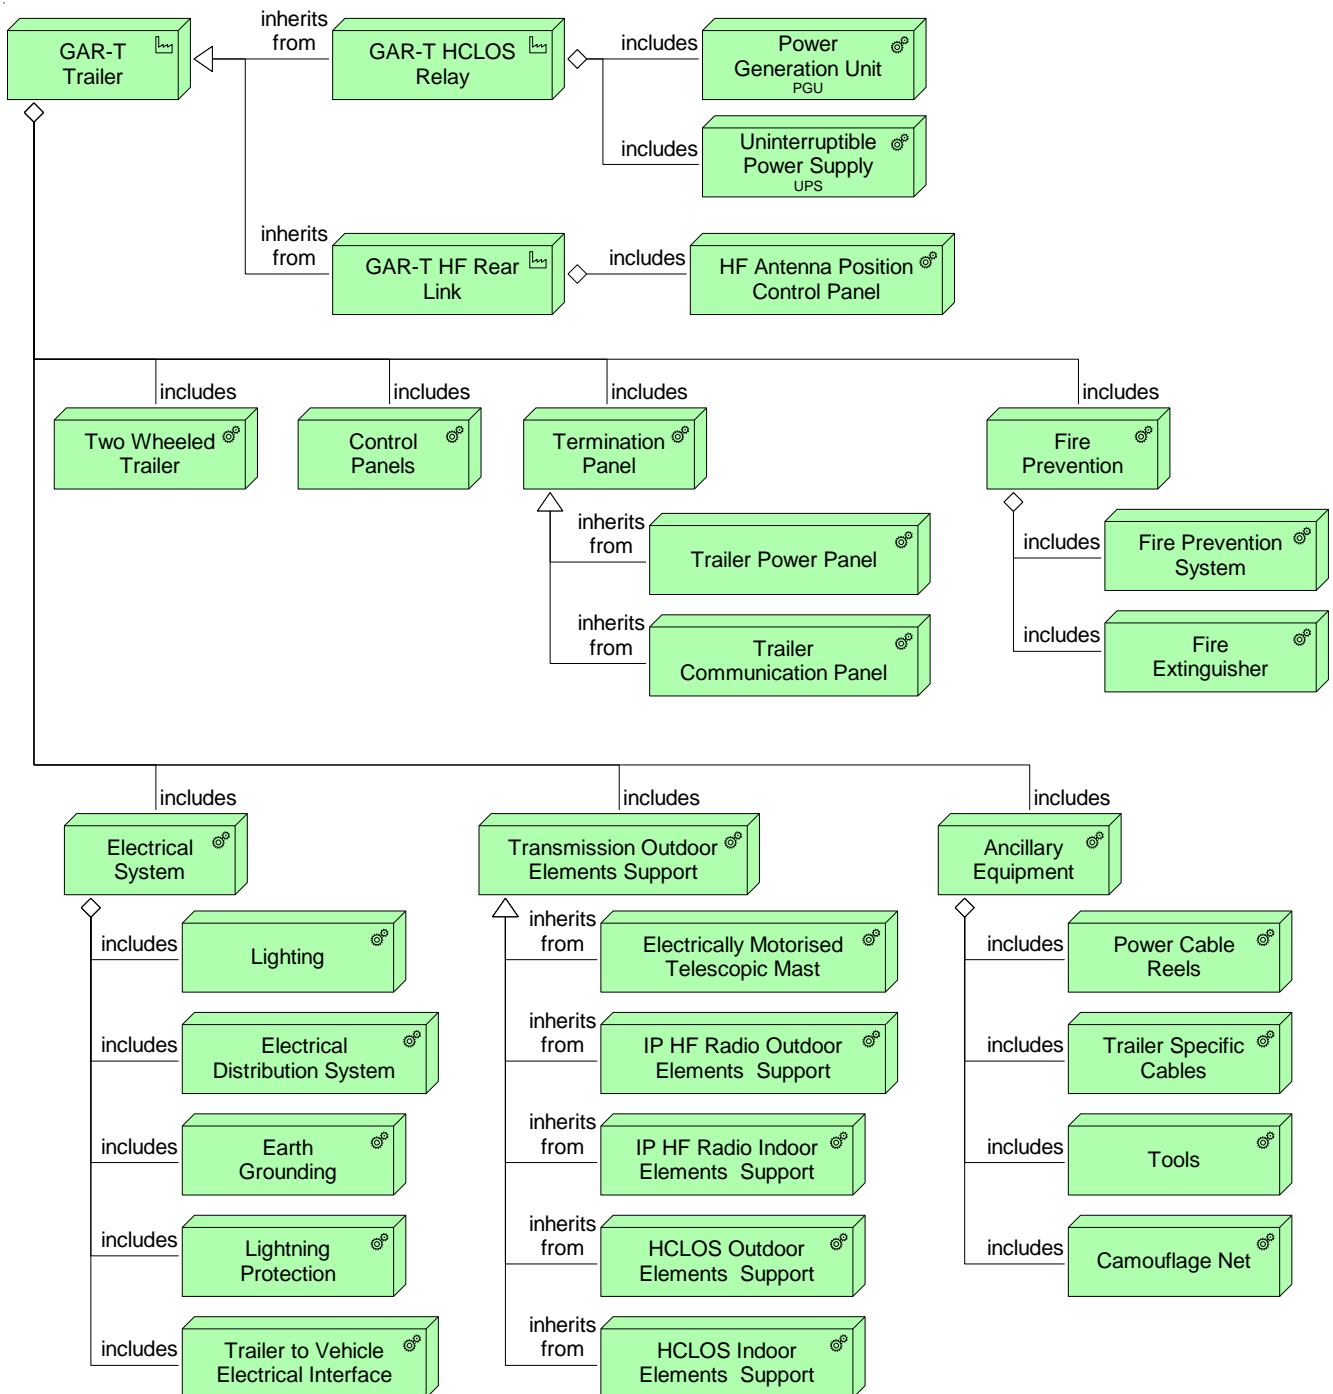 GAR-T
Trailer
inherits
from
GAR-T HCLOS
Relay
includes
Power
Generation Unit
PGU
includes
Uninterruptible
Power Supply
UPS
inherits
from
GAR-T HF Rear
Link
includes
HF Antenna Position
Control Panel
includes
Two Wheeled
Trailer
includes
Control
Panels
includes
Termination
Panel
includes
Fire
Prevention
inherits
from
Trailer Power Panel
inherits
from
Trailer
Communication Panel
includes
Fire Prevention
System
includes
Fire
Extinguisher
includes
Electrical
System
includes
Transmission Outdoor
Elements Support
includes
Ancillary
Equipment
includes
Lighting
includes
Electrical
Distribution System
includes
Earth
Grounding
includes
Lightning
Protection
includes
Trailer to Vehicle
Electrical Interface
inherits
from
Electrically Motorised
Telescopic Mast
inherits
from
IP HF Radio Outdoor
Elements  Support
inherits
from
IP HF Radio Indoor
Elements  Support
inherits
from
HCLOS Outdoor
Elements  Support
inherits
from
HCLOS Indoor
Elements  Support
includes
Power Cable
Reels
includes
Trailer Specific
Cables
includes
Tools
includes
Camouflage Net